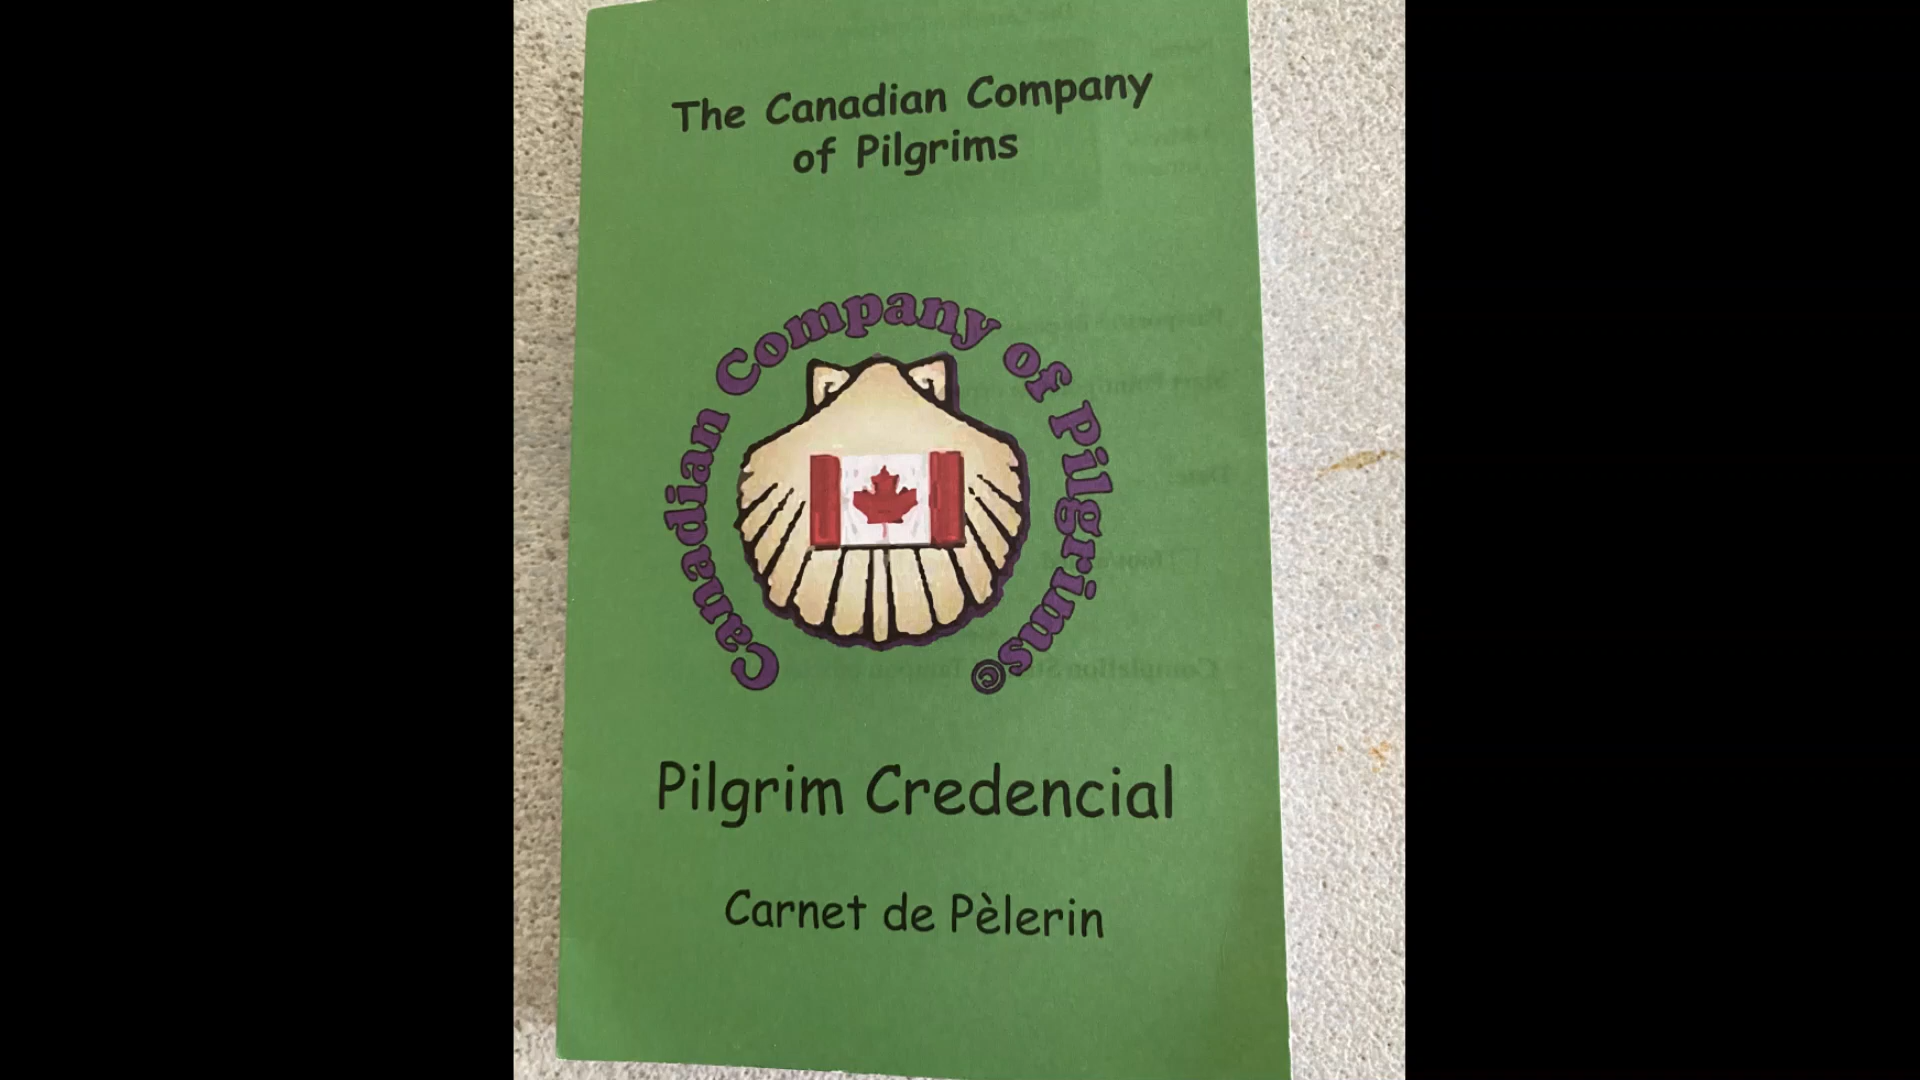 The Canadian Company
of Pilgrims
Canadian Company of Pilgrims©
Pilgrim Credencial
Carnet de Pèlerin